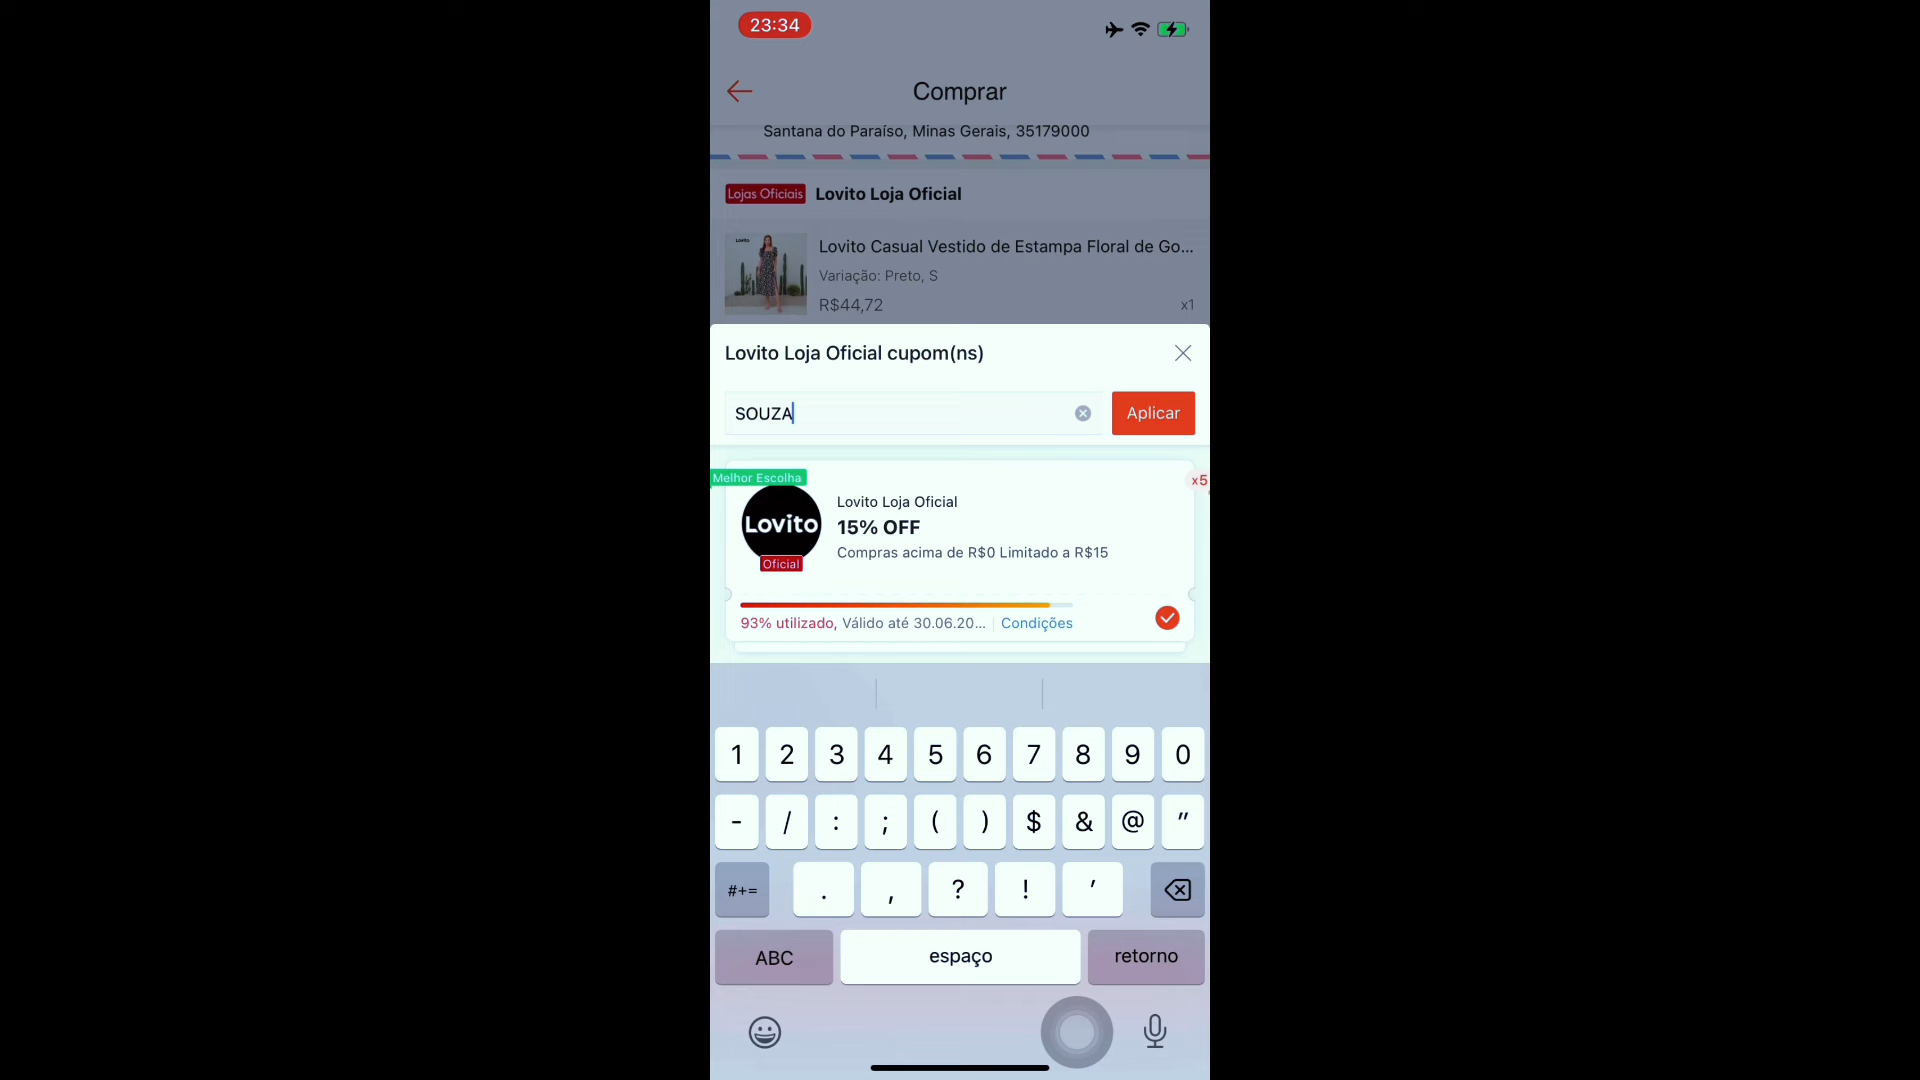 23:34
Comprar
Santana do Paraíso, Minas Gerais, 35179000
Lojas Oficiais Lovito Loja Oficial
Lovito
Lovito Casual Vestido de Estampa Floral de Go...
Variação: Preto, S
R$44,72 x1
Lovito Loja Oficial cupom(ns)
SOUZA Aplicar
Melhor Escolha x5
Lovito
Oficial
Lovito Loja Oficial
15% OFF
Compras acima de R$0 Limitado a R$15
93% utilizado, Válido até 30.06.20... Condições
1 2 3 4 5 6 7 8 9 0
- / : ; ( ) $ & @ "
#+= . , ? ! '
ABC espaço retorno